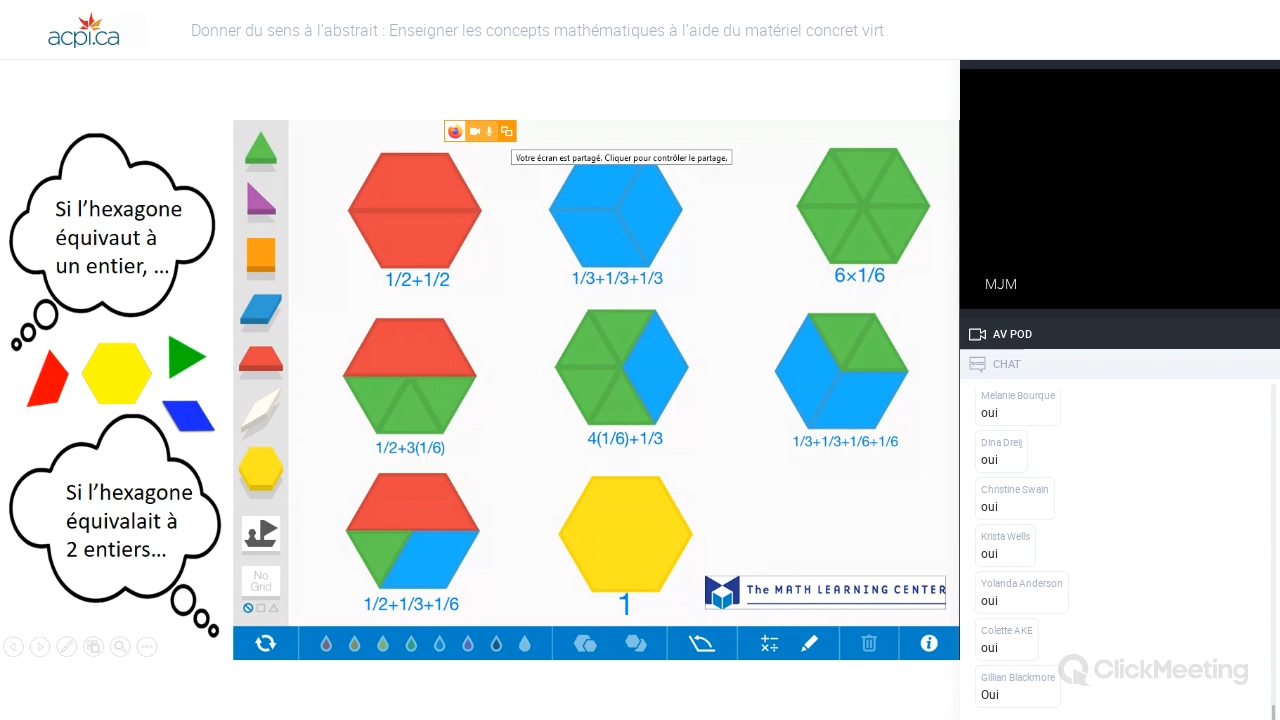 acpi.ca
Donner du sens à l'abstrait : Enseigner les concepts mathématiques à l'aide du matériel concret virt
Si l'hexagone
équivaut à
un entier, ...
Si l'hexagone
équivalait à
2 entiers...
Votre écran est partagé. Cliquer pour contrôler le partage.
1/2+1/2
1/3+1/3+1/3
6×1/6
1/2+3(1/6)
4(1/6)+1/3
1/3+1/3+1/6+1/6
1/2+1/3+1/6
1
No
Grid
The MATH LEARNING CENTER
MJM
AV POD
CHAT
Melanie Bourque
oui
Dina Dreij
oui
Christine Swain
oui
Krista Wells
oui
Yolanda Anderson
oui
Colette AKE
oui
Gillian Blackmore
Oui
ClickMeeting